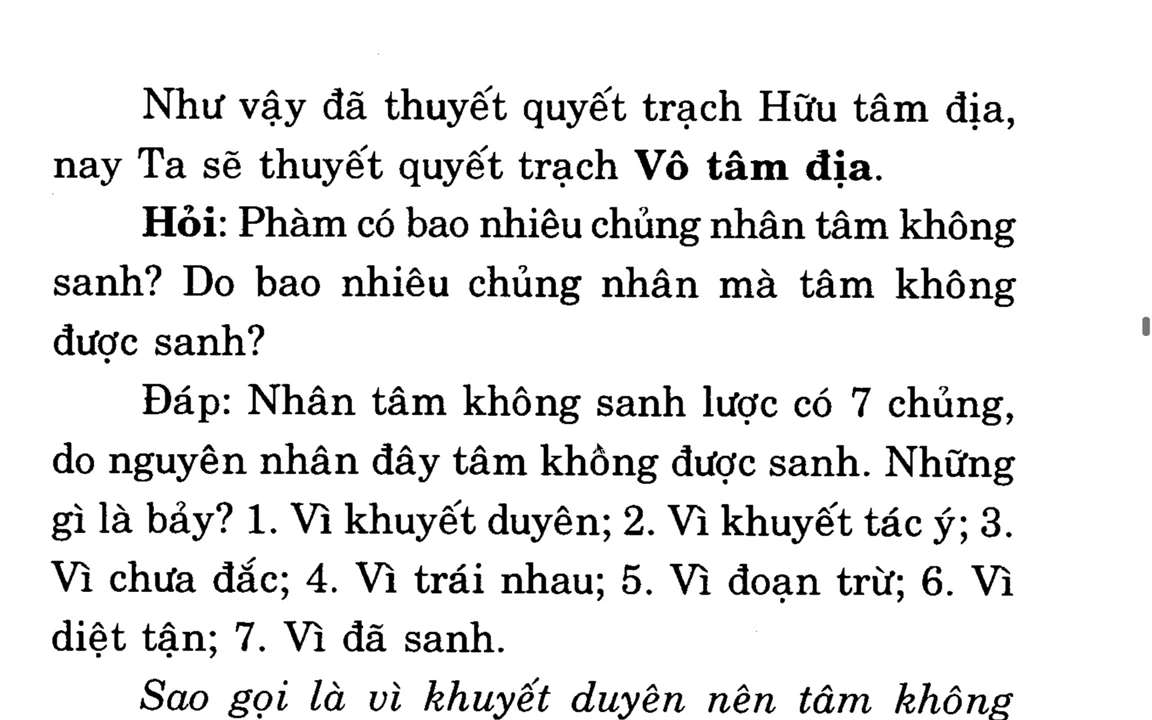 Như vậy đã thuyết quyết trạch Hữu tâm địa,
nay Ta sẽ thuyết quyết trạch Vô tâm địa.
Hỏi: Phàm có bao nhiêu chủng nhân tâm không
sanh? Do bao nhiêu chủng nhân mà tâm không
được sanh?
Đáp: Nhân tâm không sanh lược có 7 chủng,
do nguyên nhân đây tâm không được sanh. Những
gì là bảy? 1. Vì khuyết duyên; 2. Vì khuyết tác ý; 3.
Vì chưa đắc; 4. Vì trái nhau; 5. Vì đoạn trừ; 6. Vì
diệt tận; 7. Vì đã sanh.
Sao gọi là vì khuyết duyên nên tâm không